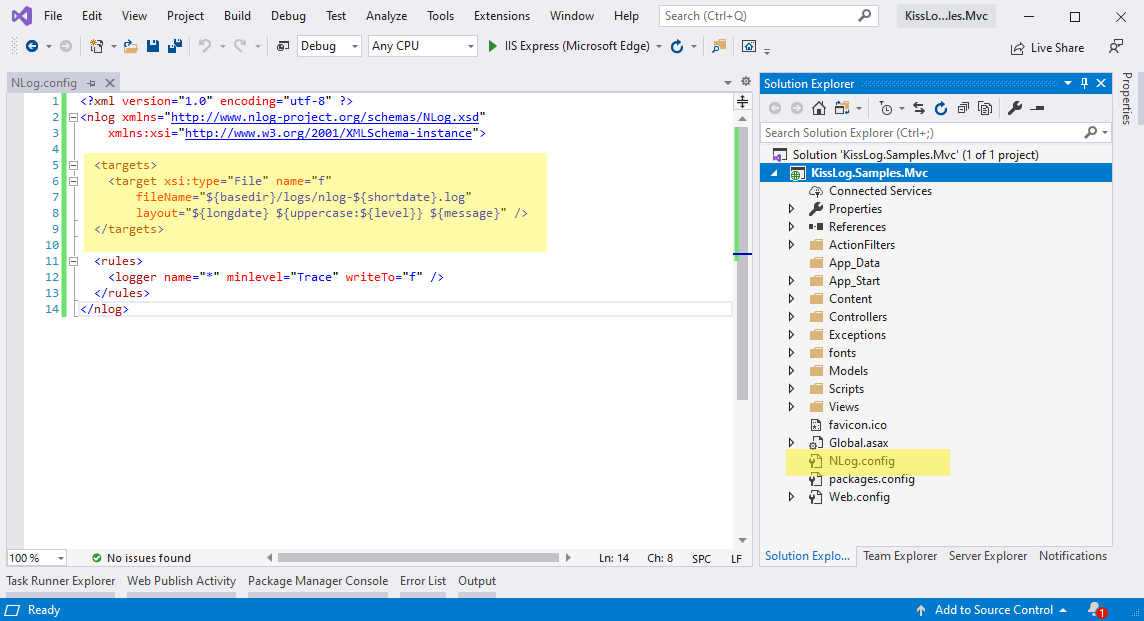 File Edit View Project Build Debug Test Analyze Tools Extensions Window Help Search (Ctrl+Q) KissLo...les.Mvc
Debug Any CPU IIS Express (Microsoft Edge) Live Share
NLog.config
1 <?xml version="1.0" encoding="utf-8" ?>
2 <nlog xmlns="http://www.nlog-project.org/schemas/NLog.xsd"
3 xmlns:xsi="http://www.w3.org/2001/XMLSchema-instance">
4
5 <targets>
6 <target xsi:type="File" name="f"
7 fileName="${basedir}/logs/nlog-${shortdate}.log"
8 layout="${longdate} ${uppercase:${level}} ${message}" />
9 </targets>
10
11 <rules>
12 <logger name="*" minlevel="Trace" writeTo="f" />
13 </rules>
14 </nlog>
100 % No issues found Ln: 14 Ch: 8 SPC LF
Solution Explorer
Search Solution Explorer (Ctrl+;)
Solution 'KissLog.Samples.Mvc' (1 of 1 project)
KissLog.Samples.Mvc
Connected Services
Properties
References
ActionFilters
App_Data
App_Start
Content
Controllers
Exceptions
fonts
Models
Scripts
Views
favicon.ico
Global.asax
NLog.config
packages.config
Web.config
Solution Explo... Team Explorer Server Explorer Notifications
Properties
Task Runner Explorer Web Publish Activity Package Manager Console Error List Output
Ready Add to Source Control 1